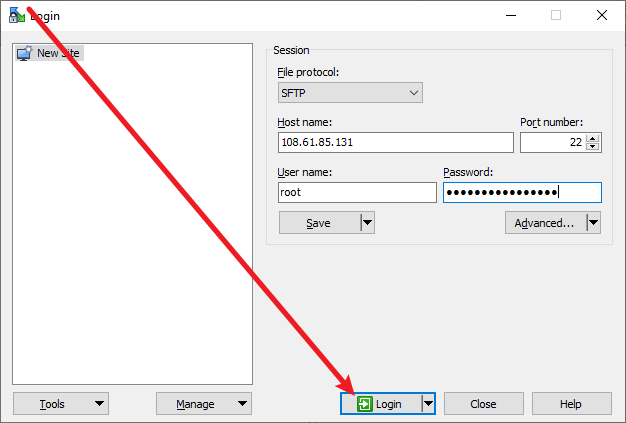 Login
New Site
Session
File protocol:
SFTP
Host name:
Port number:
108.61.85.131
22
User name:
Password:
root
••••••••••••••••
Save
Advanced...
Tools
Manage
Login
Close
Help